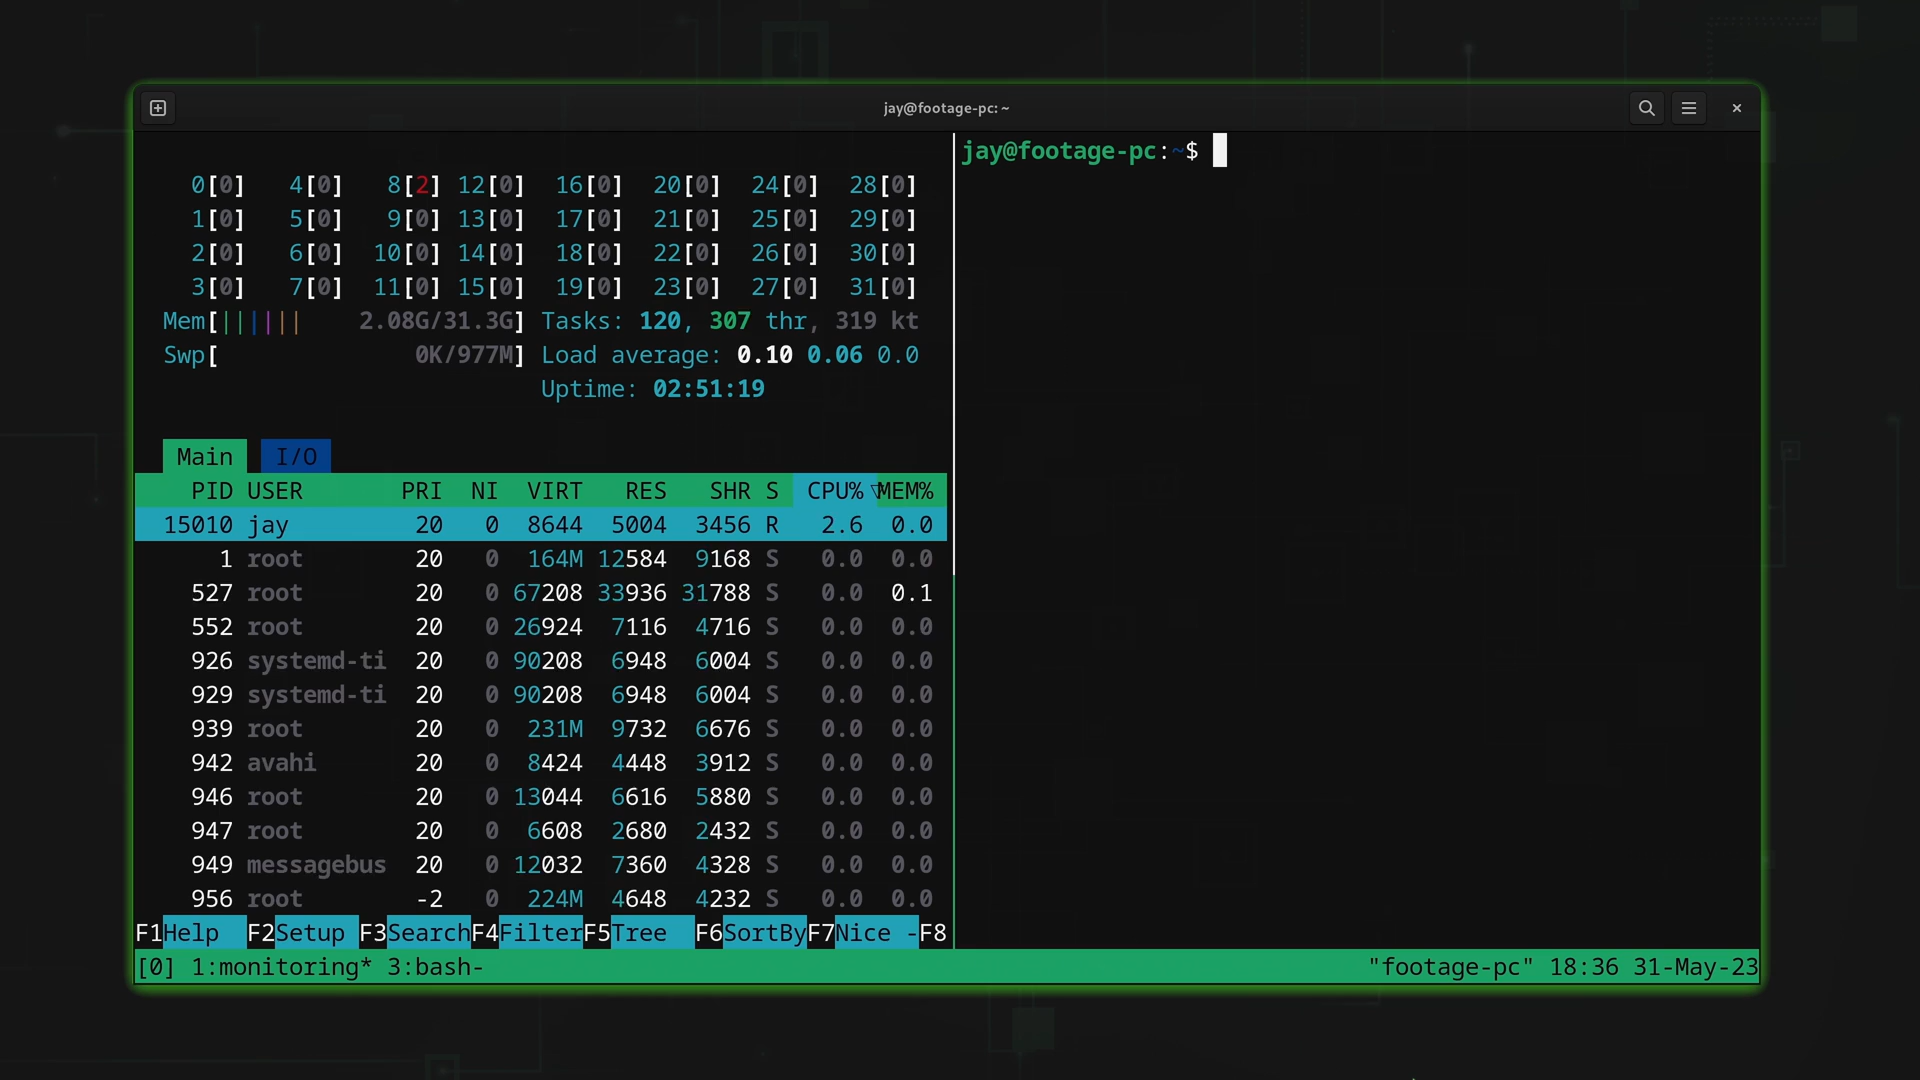 jay@footage-pc: ~
0[0] 4[0] 8[2] 12[0] 16[0] 20[0] 24[0] 28[0]
1[0] 5[0] 9[0] 13[0] 17[0] 21[0] 25[0] 29[0]
2[0] 6[0] 10[0] 14[0] 18[0] 22[0] 26[0] 30[0]
3[0] 7[0] 11[0] 15[0] 19[0] 23[0] 27[0] 31[0]
Mem[|||||| 2.08G/31.3G] Tasks: 120, 307 thr, 319 kt
Swp[ 0K/977M] Load average: 0.10 0.06 0.0
Uptime: 02:51:19
Main I/O
PID USER PRI NI VIRT RES SHR S CPU%▽MEM%
15010 jay 20 0 8644 5004 3456 R 2.6 0.0
1 root 20 0 164M 12584 9168 S 0.0 0.0
527 root 20 0 67208 33936 31788 S 0.0 0.1
552 root 20 0 26924 7116 4716 S 0.0 0.0
926 systemd-ti 20 0 90208 6948 6004 S 0.0 0.0
929 systemd-ti 20 0 90208 6948 6004 S 0.0 0.0
939 root 20 0 231M 9732 6676 S 0.0 0.0
942 avahi 20 0 8424 4448 3912 S 0.0 0.0
946 root 20 0 13044 6616 5880 S 0.0 0.0
947 root 20 0 6608 2680 2432 S 0.0 0.0
949 messagebus 20 0 12032 7360 4328 S 0.0 0.0
956 root -2 0 224M 4648 4232 S 0.0 0.0
F1Help F2Setup F3SearchF4FilterF5Tree F6SortByF7Nice -F8
jay@footage-pc:~$
[0] 1:monitoring* 3:bash- "footage-pc" 18:36 31-May-23